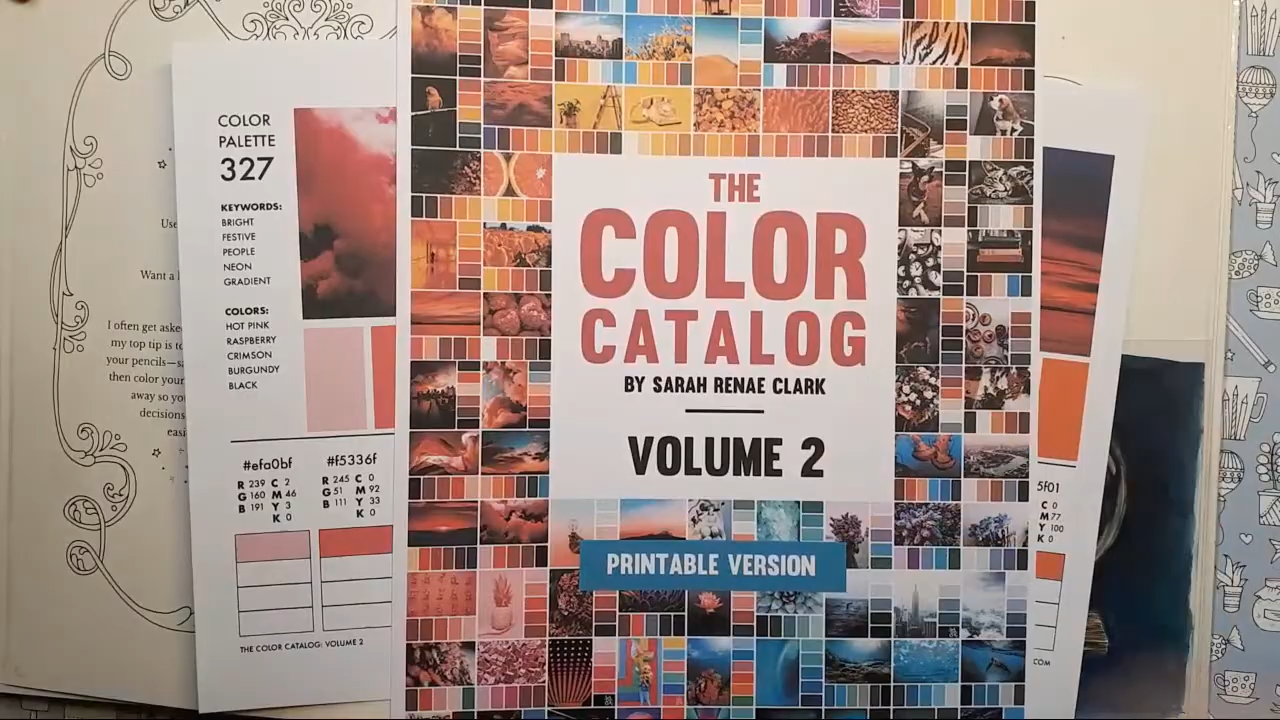 Use
Want a
I often get aske
my top tip is to
your pencils—s
then color your
away so yo
decisions
easi
COLOR
PALETTE
327
KEYWORDS:
BRIGHT
FESTIVE
PEOPLE
NEON
GRADIENT
COLORS:
HOT PINK
RASPBERRY
CRIMSON
BURGUNDY
BLACK
#efa0bf
R 239 C 2
G 160 M 46
B 191 Y 3
K 0
#f5336f
R 245 C 0
G 51 M 92
B 111 Y 33
K 0
THE COLOR CATALOG: VOLUME 2
THE
COLOR
CATALOG
BY SARAH RENAE CLARK
VOLUME 2
PRINTABLE VERSION
5f01
C 0
M 77
Y 100
K 0
COM